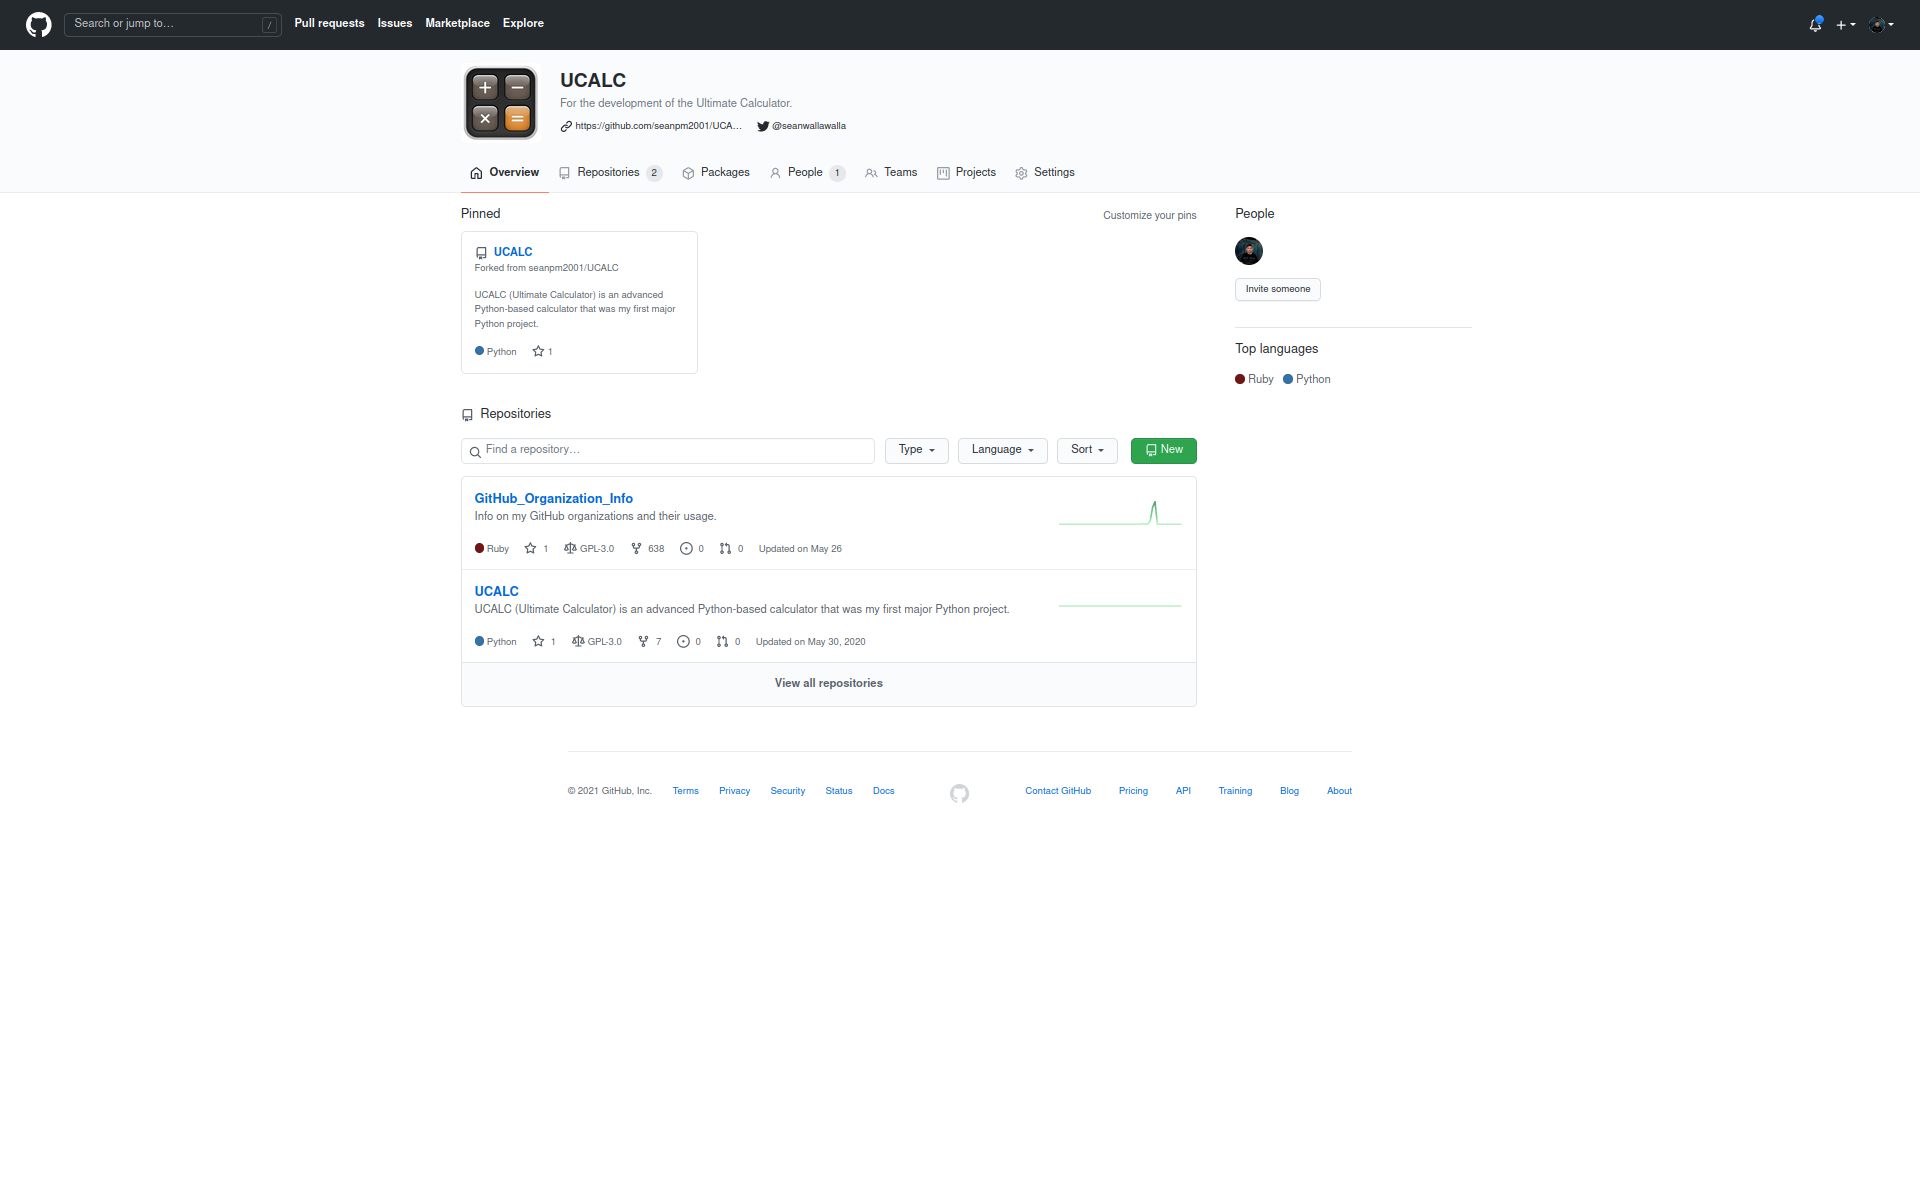 Search or jump to… /
Pull requests Issues Marketplace Explore
UCALC
For the development of the Ultimate Calculator.
https://github.com/seanpm2001/UCA… @seanwallawalla
Overview Repositories 2 Packages People 1 Teams Projects Settings
Pinned Customize your pins
UCALC
Forked from seanpm2001/UCALC
UCALC (Ultimate Calculator) is an advanced
Python-based calculator that was my first major
Python project.
Python 1
People
Invite someone
Top languages
Ruby Python
Repositories
Find a repository… Type Language Sort New
GitHub_Organization_Info
Info on my GitHub organizations and their usage.
Ruby 1 GPL-3.0 638 0 0 Updated on May 26
UCALC
UCALC (Ultimate Calculator) is an advanced Python-based calculator that was my first major Python project.
Python 1 GPL-3.0 7 0 0 Updated on May 30, 2020
View all repositories
© 2021 GitHub, Inc. Terms Privacy Security Status Docs Contact GitHub Pricing API Training Blog About